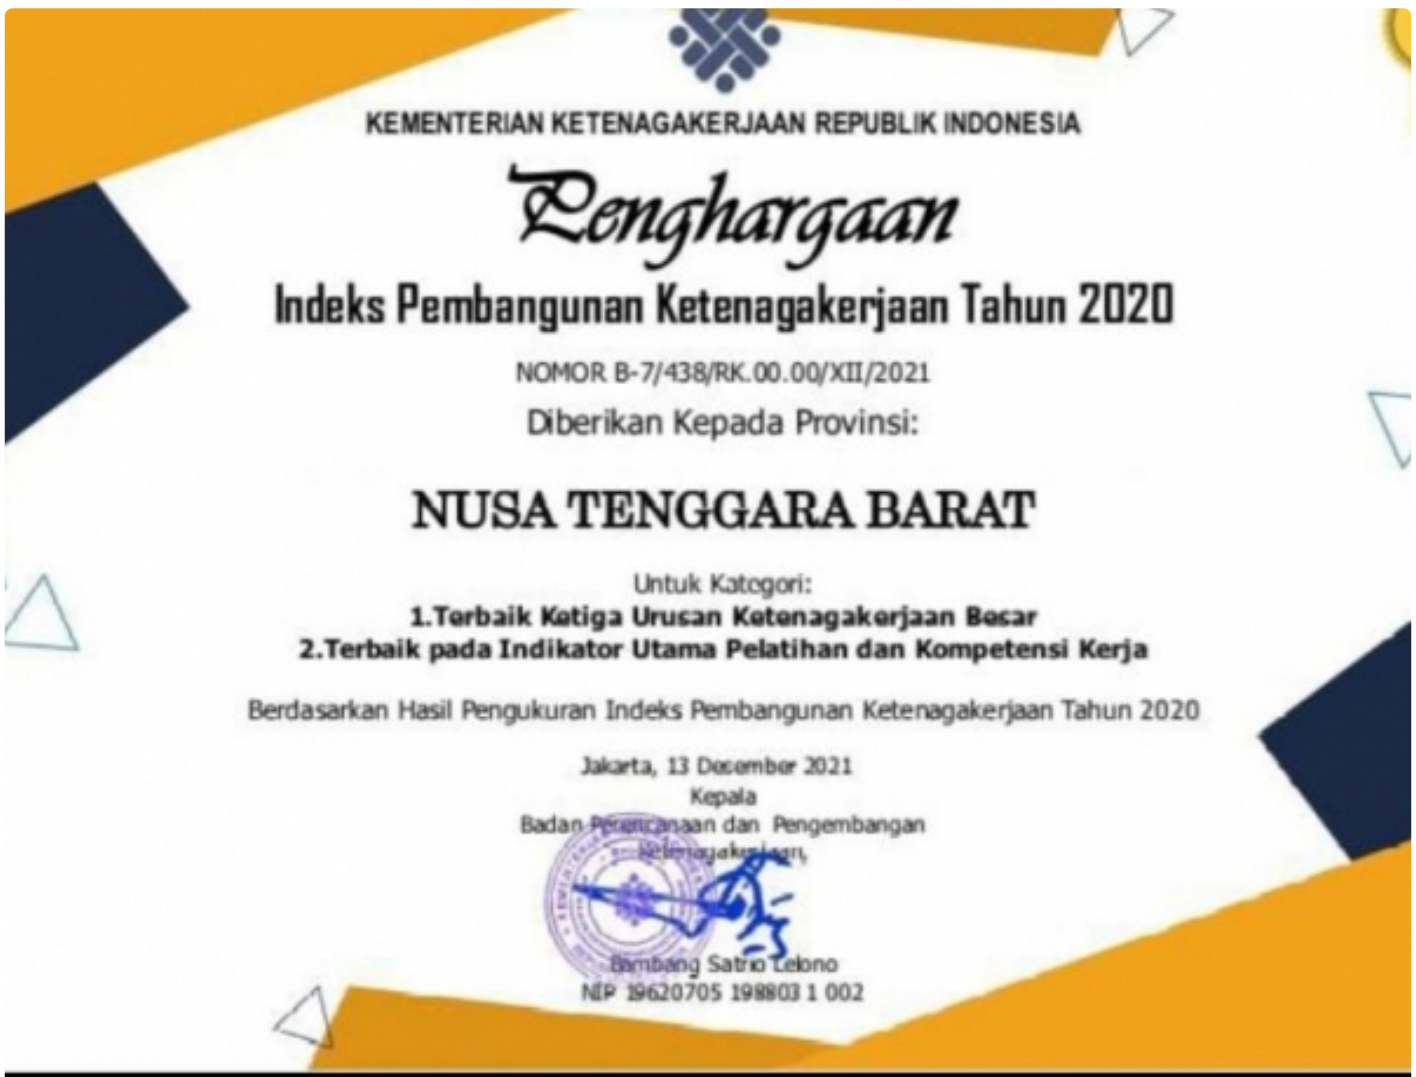 KEMENTERIAN KETENAGAKERJAAN REPUBLIK INDONESIA
Penghargaan
Indeks Pembangunan Ketenagakerjaan Tahun 2020
NOMOR B-7/438/RK.00.00/XII/2021
Diberikan Kepada Provinsi:
NUSA TENGGARA BARAT
Untuk Kategori:
1.Terbaik Ketiga Urusan Ketenagakerjaan Besar
2.Terbaik pada Indikator Utama Pelatihan dan Kompetensi Kerja
Berdasarkan Hasil Pengukuran Indeks Pembangunan Ketenagakerjaan Tahun 2020
Jakarta, 13 Desember 2021
Kepala
Badan Perencanaan dan Pengembangan
Ketenagakerjaan,
Bambang Satrio Lelono
NIP 19620705 198803 1 002